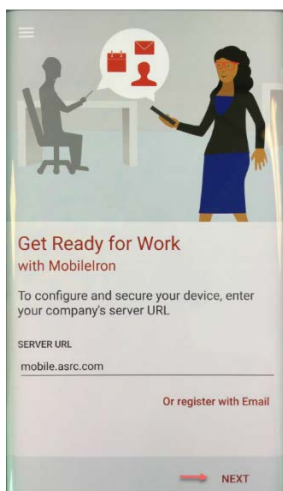 Get Ready for Work
with MobileIron
To configure and secure your device, enter
your company's server URL
SERVER URL
mobile.asrc.com
Or register with Email
NEXT